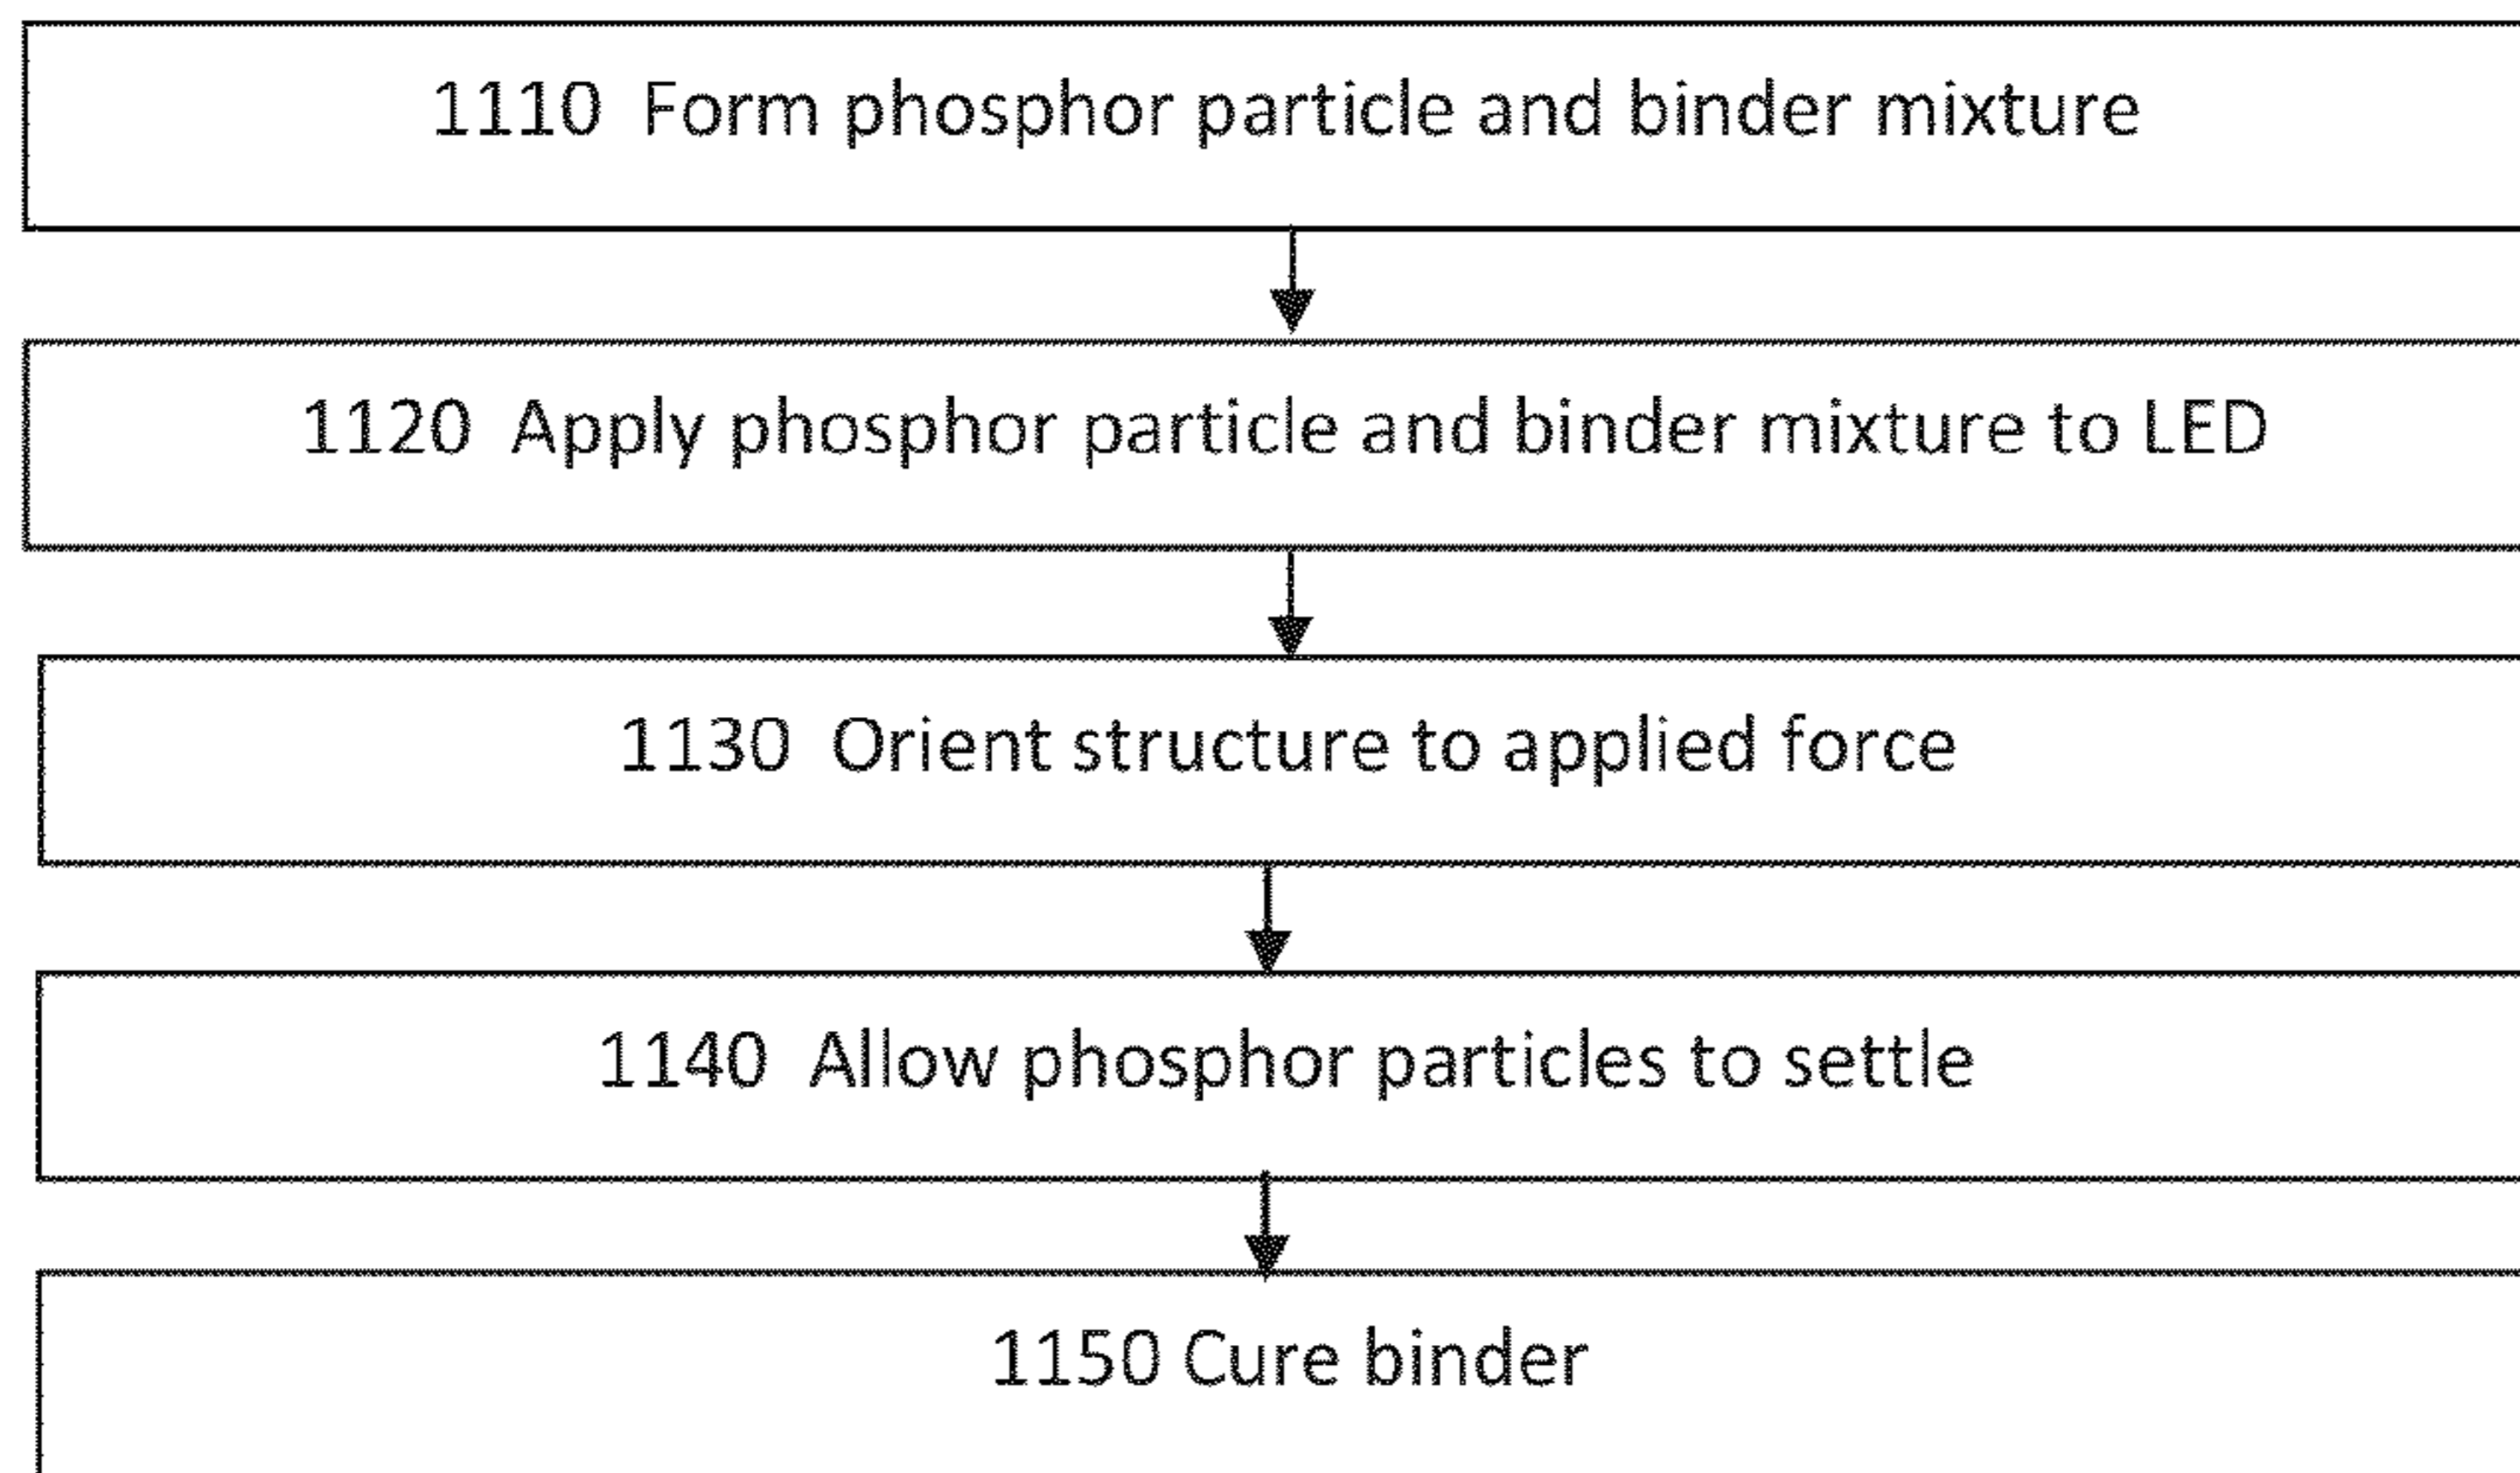 1110 Form phosphor particle and binder mixture
1120 Apply phosphor particle and binder mixture to LED
1130 Orient structure to applied force
1140 Allow phosphor particles to settle
1150 Cure binder